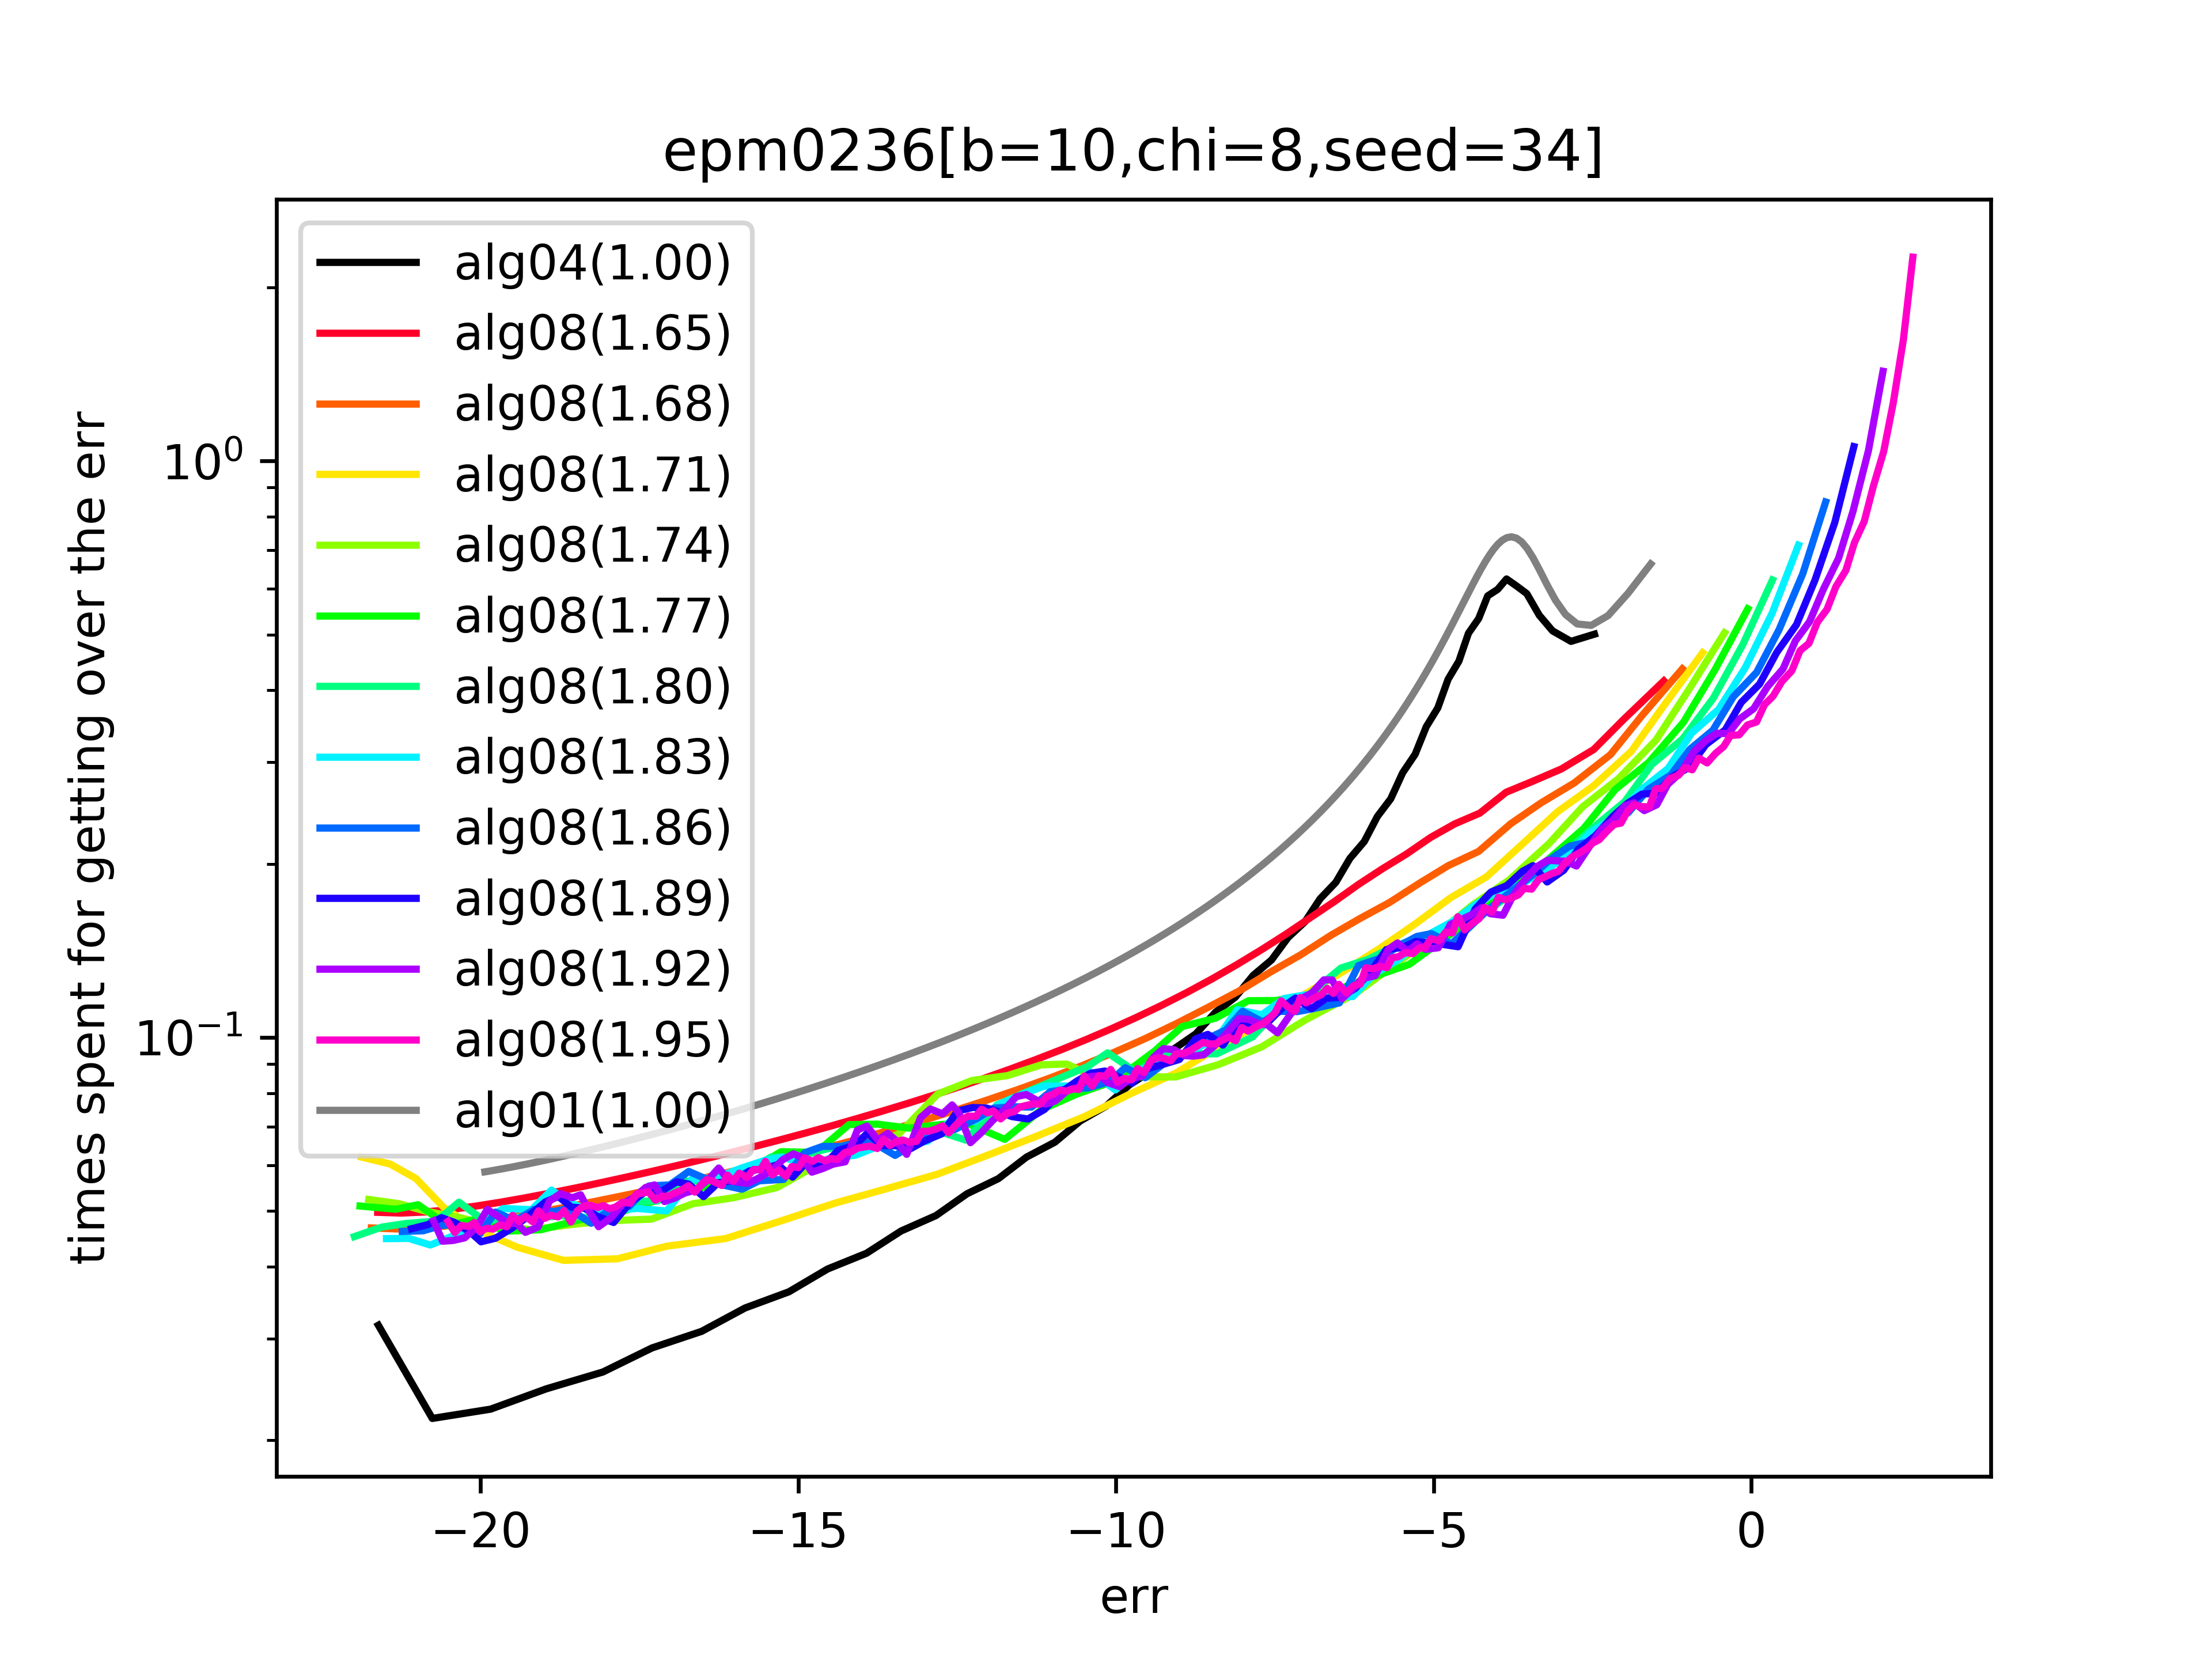 epm0236[b=10,chi=8,seed=34]
times spent for getting over the err
10⁰
10⁻¹
alg04(1.00)
alg08(1.65)
alg08(1.68)
alg08(1.71)
alg08(1.74)
alg08(1.77)
alg08(1.80)
alg08(1.83)
alg08(1.86)
alg08(1.89)
alg08(1.92)
alg08(1.95)
alg01(1.00)
−20 −15 −10 −5 0
err